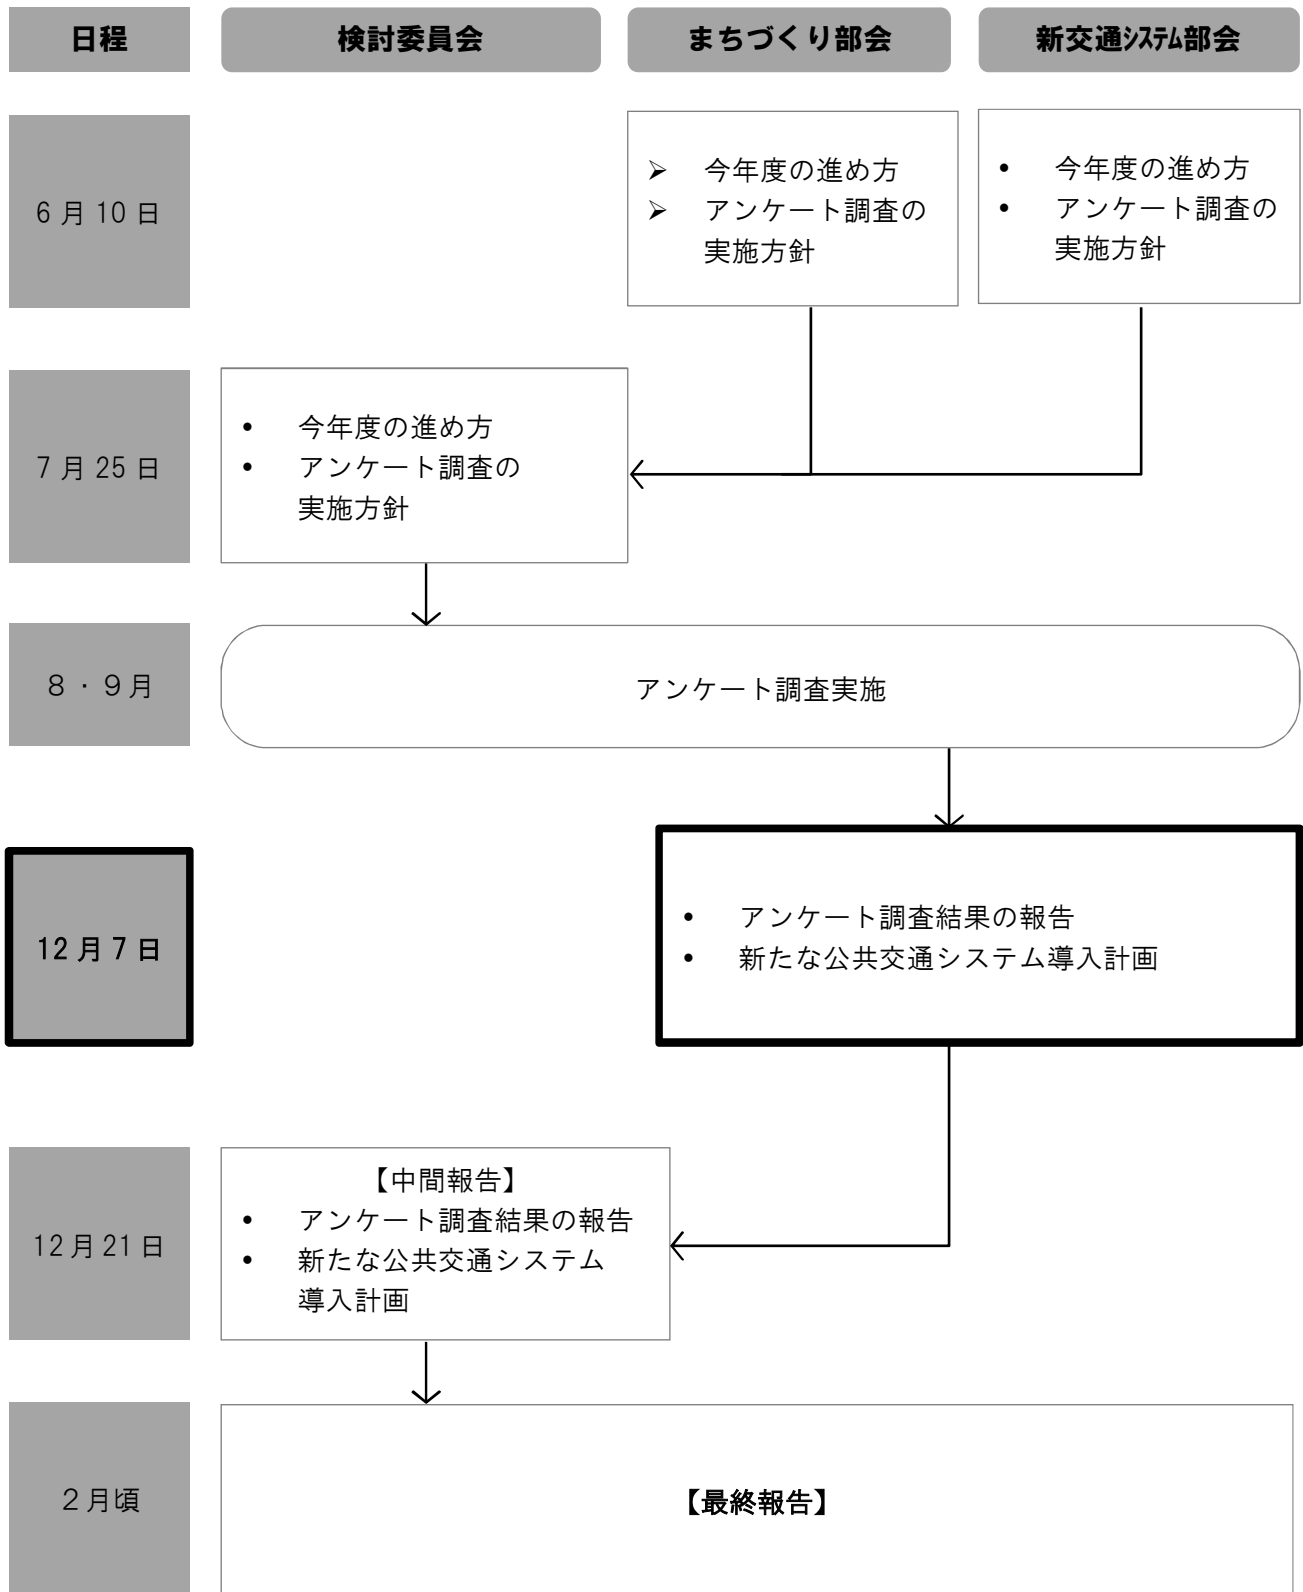 日程
検討委員会
まちづくり部会
新交通ｼｽﾃﾑ部会
6月10日
➢ 今年度の進め方
➢ アンケート調査の
実施方針
• 今年度の進め方
• アンケート調査の
実施方針
7月25日
• 今年度の進め方
• アンケート調査の
実施方針
８・９月
アンケート調査実施
12月7日
• アンケート調査結果の報告
• 新たな公共交通システム導入計画
12月21日
【中間報告】
• アンケート調査結果の報告
• 新たな公共交通システム
導入計画
２月頃
【最終報告】